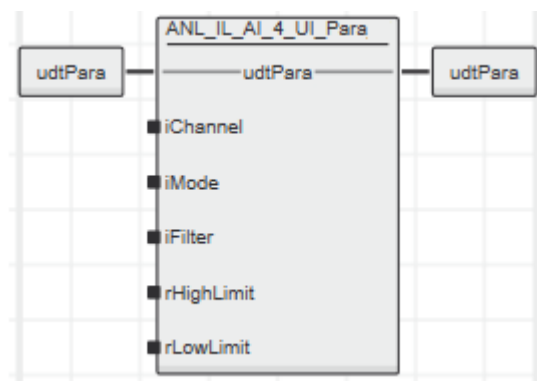 ANL_IL_AI_4_UI_Para
udtPara udtPara udtPara
iChannel
iMode
iFilter
rHighLimit
rLowLimit